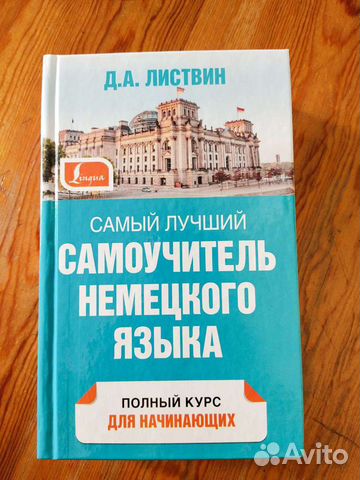 Д.А. ЛИСТВИН
Lingua
САМЫЙ ЛУЧШИЙ
САМОУЧИТЕЛЬ
НЕМЕЦКОГО
ЯЗЫКА
ПОЛНЫЙ КУРС
ДЛЯ НАЧИНАЮЩИХ
Avito